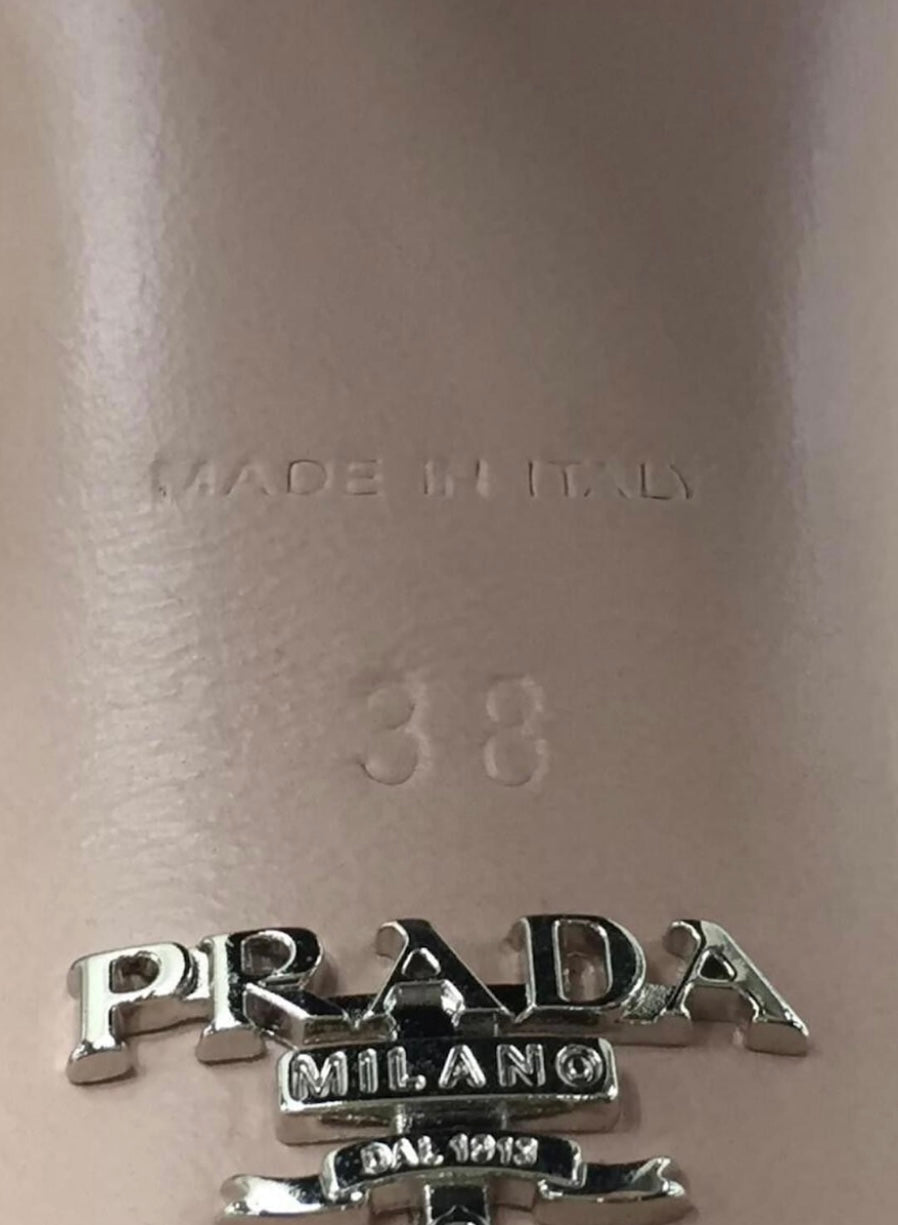 MADE IN ITALY
38
PRADA
MILANO
DAL 1913